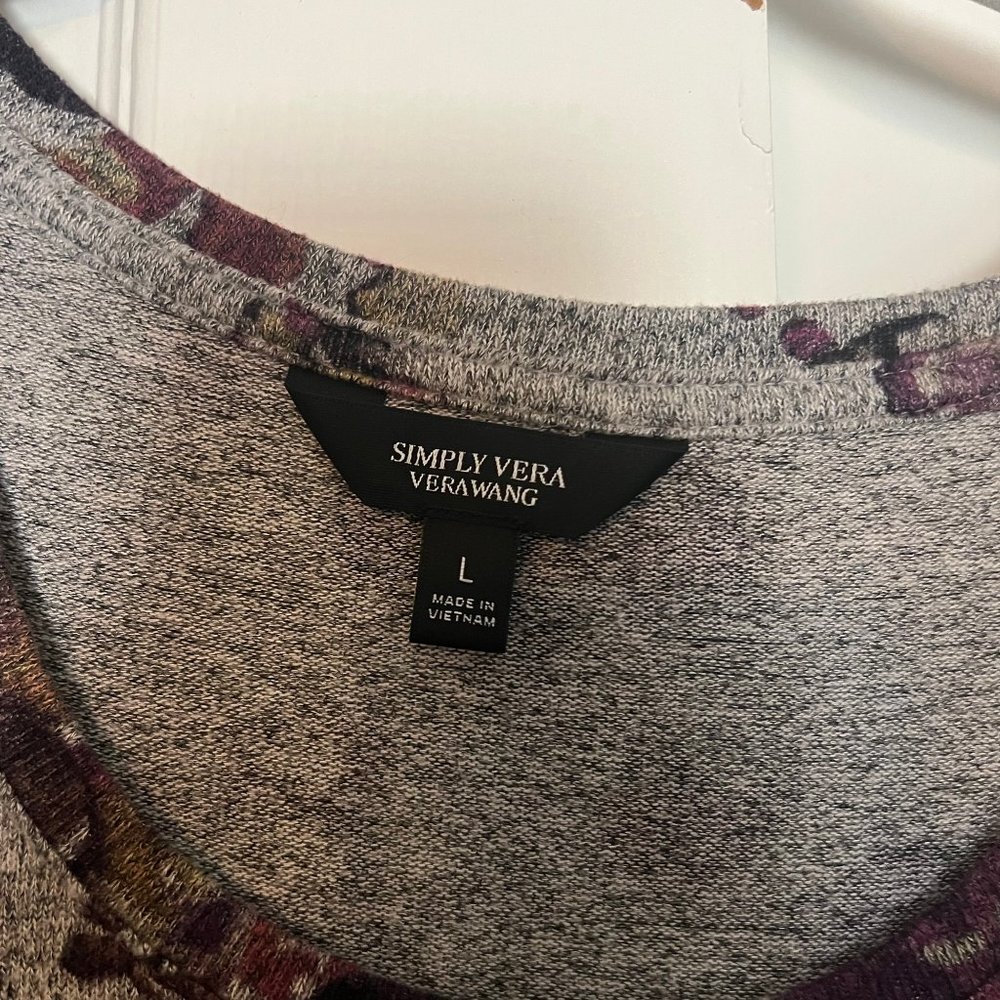 SIMPLY VERA
VERAWANG
L
MADE IN
VIETNAM